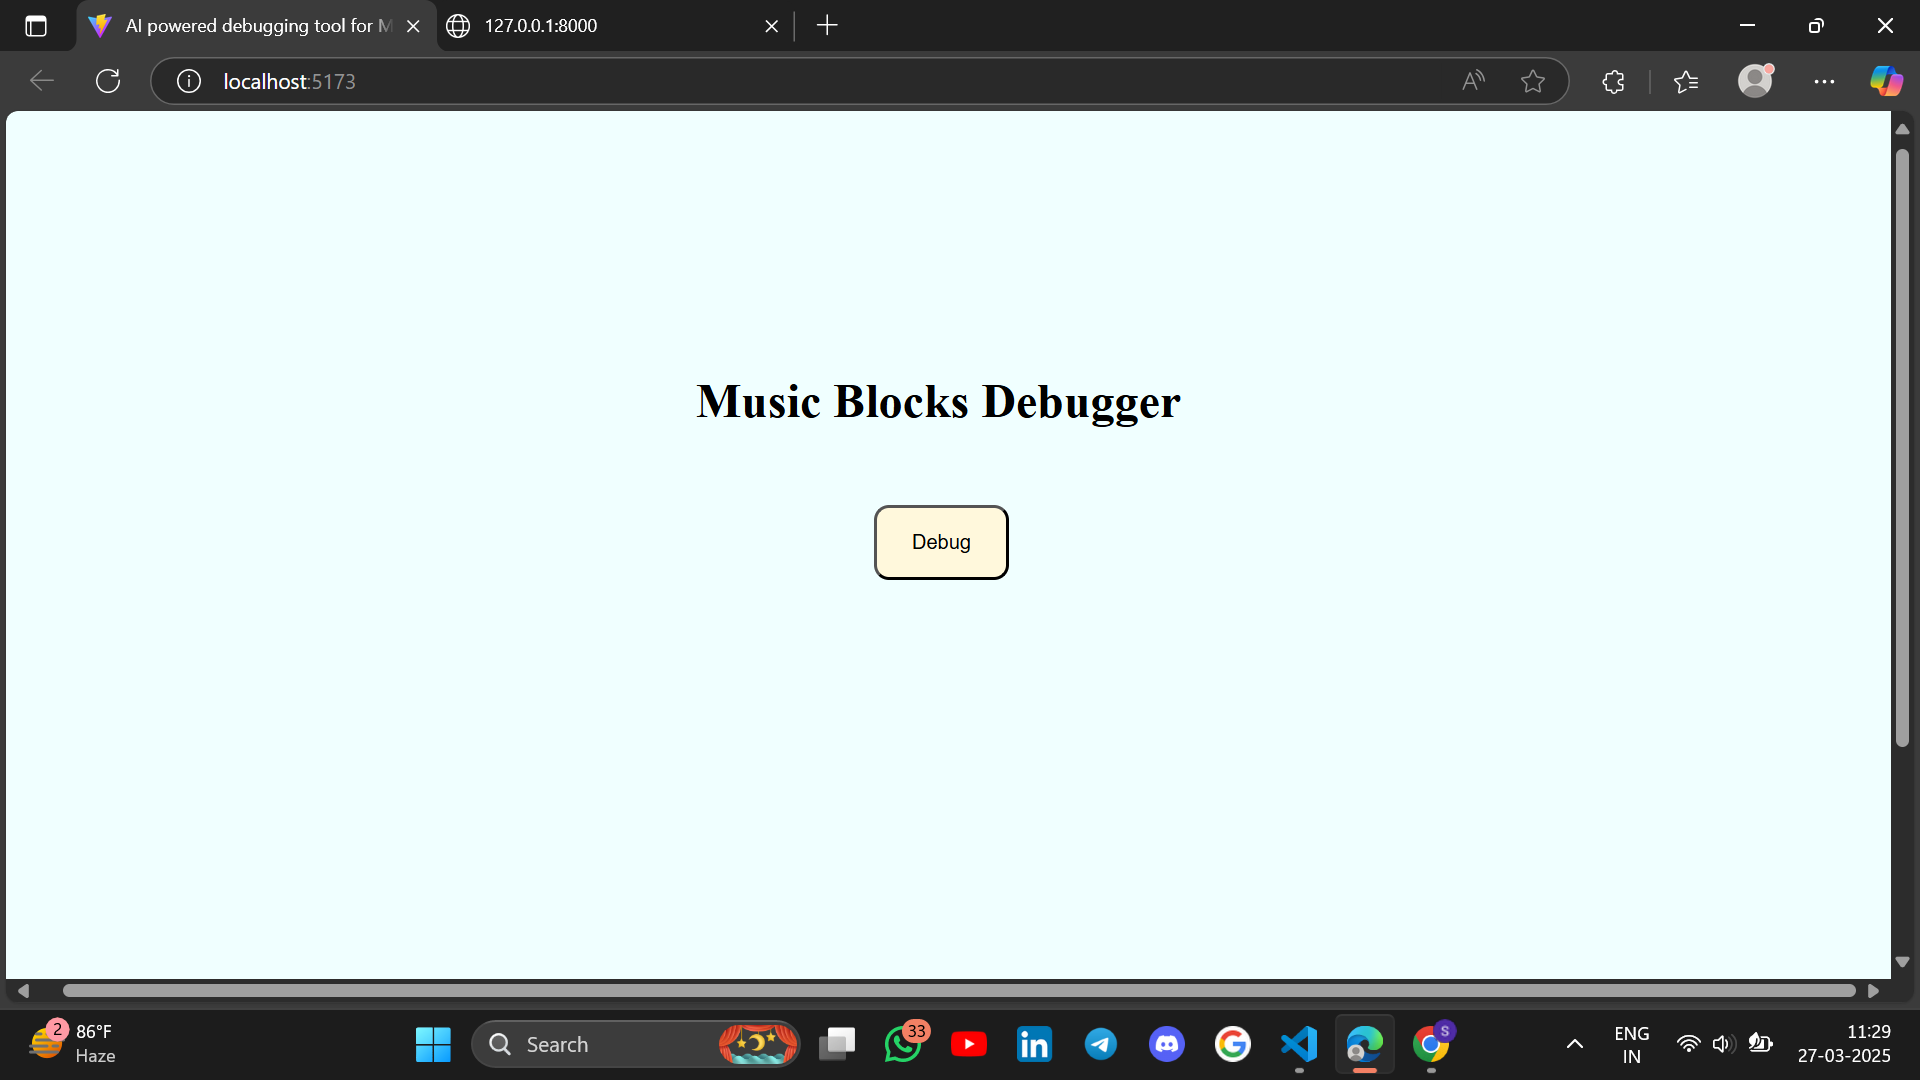 AI powered debugging tool for M
127.0.0.1:8000
localhost:5173
Music Blocks Debugger
Debug
2
86°F
Haze
Search
33
S
ENG
IN
11:29
27-03-2025